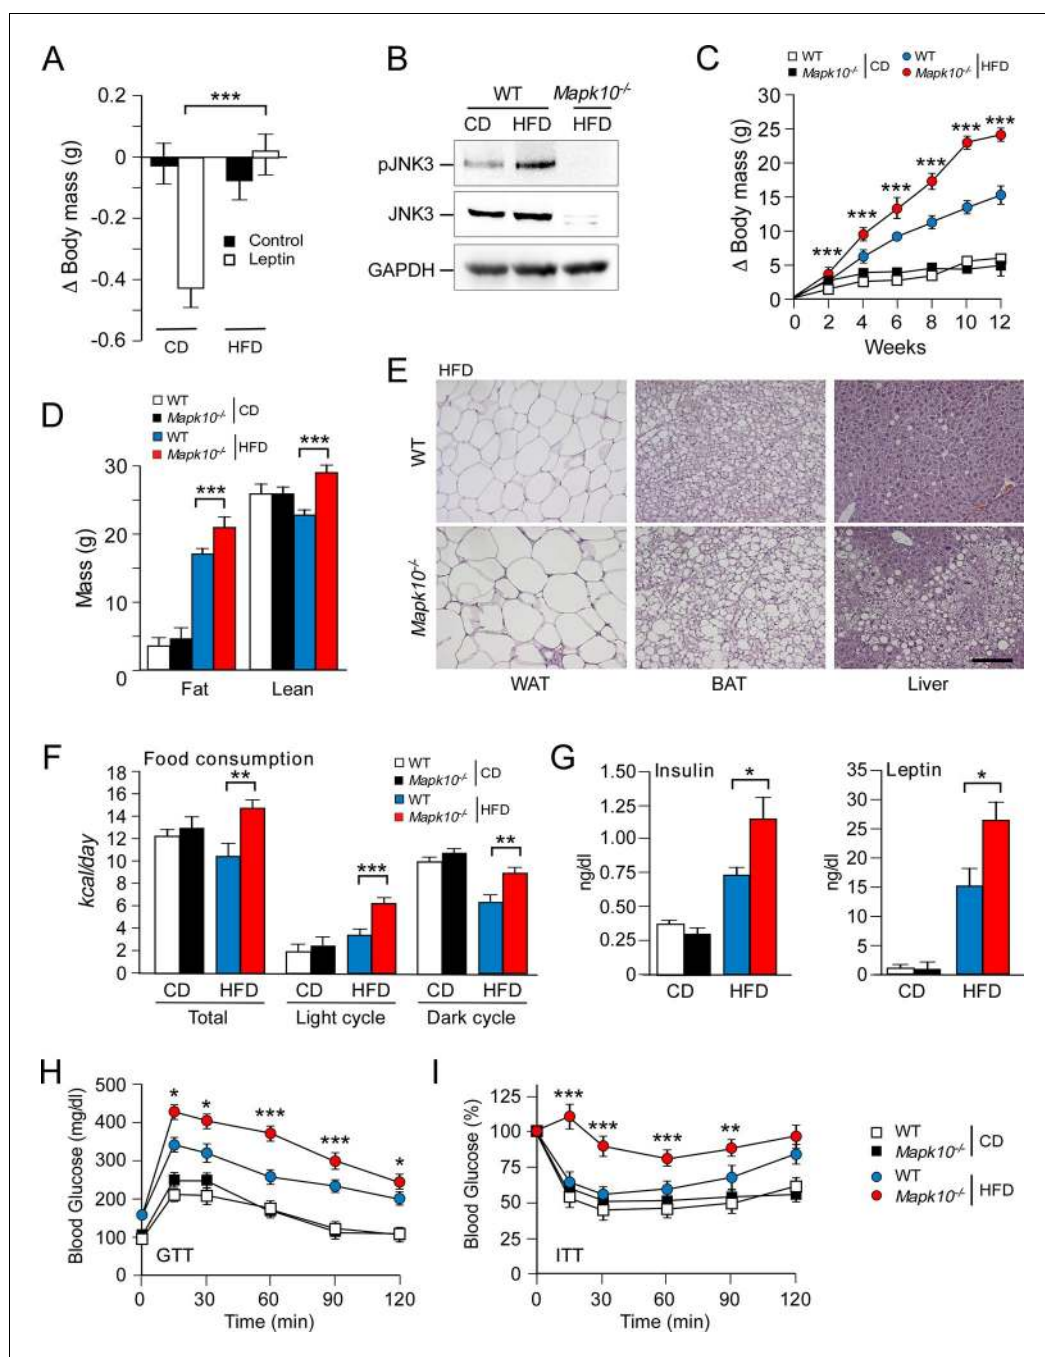 A
Δ Body mass (g)
0.2
0
-0.2
-0.4
-0.6
***
Control
Leptin
CD HFD
B
WT Mapk10-/-
CD HFD HFD
pJNK3
JNK3
GAPDH
C
WT WT
Mapk10-/- CD Mapk10-/- HFD
Δ Body mass (g)
30
25
20
15
10
5
0
*** *** *** *** *** ***
0 2 4 6 8 10 12
Weeks
D
WT
Mapk10-/- CD
WT
Mapk10-/- HFD
Mass (g)
30
20
10
0
*** ***
Fat Lean
E
HFD
WT
Mapk10-/-
WAT BAT Liver
F
Food consumption
kcal/day
18
16
14
12
10
8
6
4
2
0
** *** **
WT
Mapk10-/- CD
WT
Mapk10-/- HFD
CD HFD CD HFD CD HFD
Total Light cycle Dark cycle
G
Insulin
ng/dl
1.50
1.25
1.00
0.75
0.50
0.25
0
*
CD HFD
Leptin
ng/dl
35
30
25
20
15
10
5
0
*
CD HFD
H
Blood Glucose (mg/dl)
500
400
300
200
100
0
* * *** *** *
GTT
0 30 60 90 120
Time (min)
I
Blood Glucose (%)
125
100
75
50
25
0
*** *** *** **
ITT
0 30 60 90 120
Time (min)
WT
Mapk10-/- CD
WT
Mapk10-/- HFD